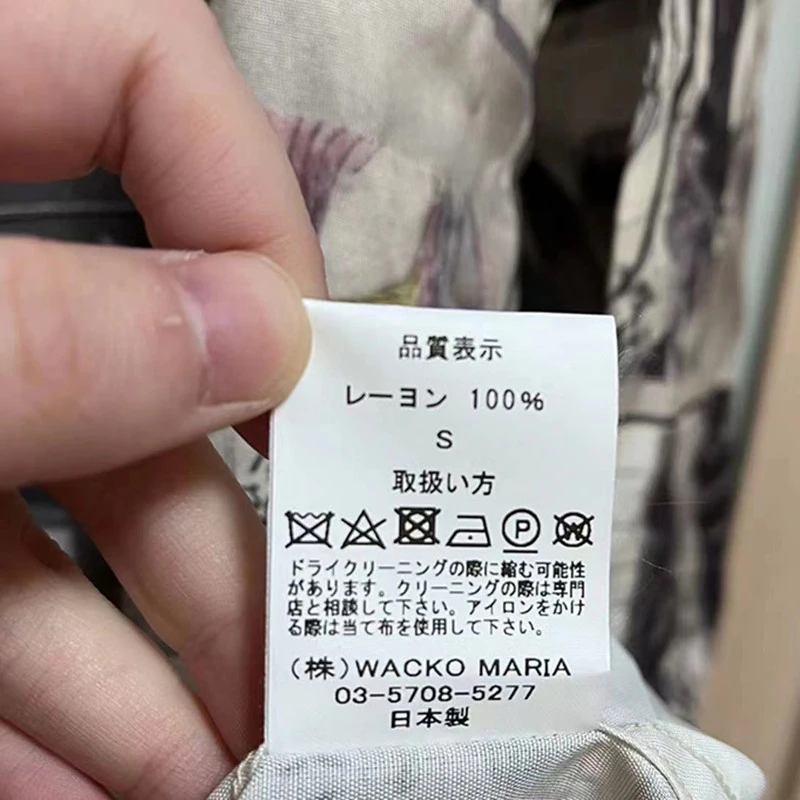 品質表示
レーヨン 100%
S
取扱い方
P
W
ドライクリーニングの際に縮む可能性
があります。クリーニングの際は専門
店と相談して下さい。アイロンをかけ
る際は当て布を使用して下さい。
(株)WACKO MARIA
03-5708-5277
日本製